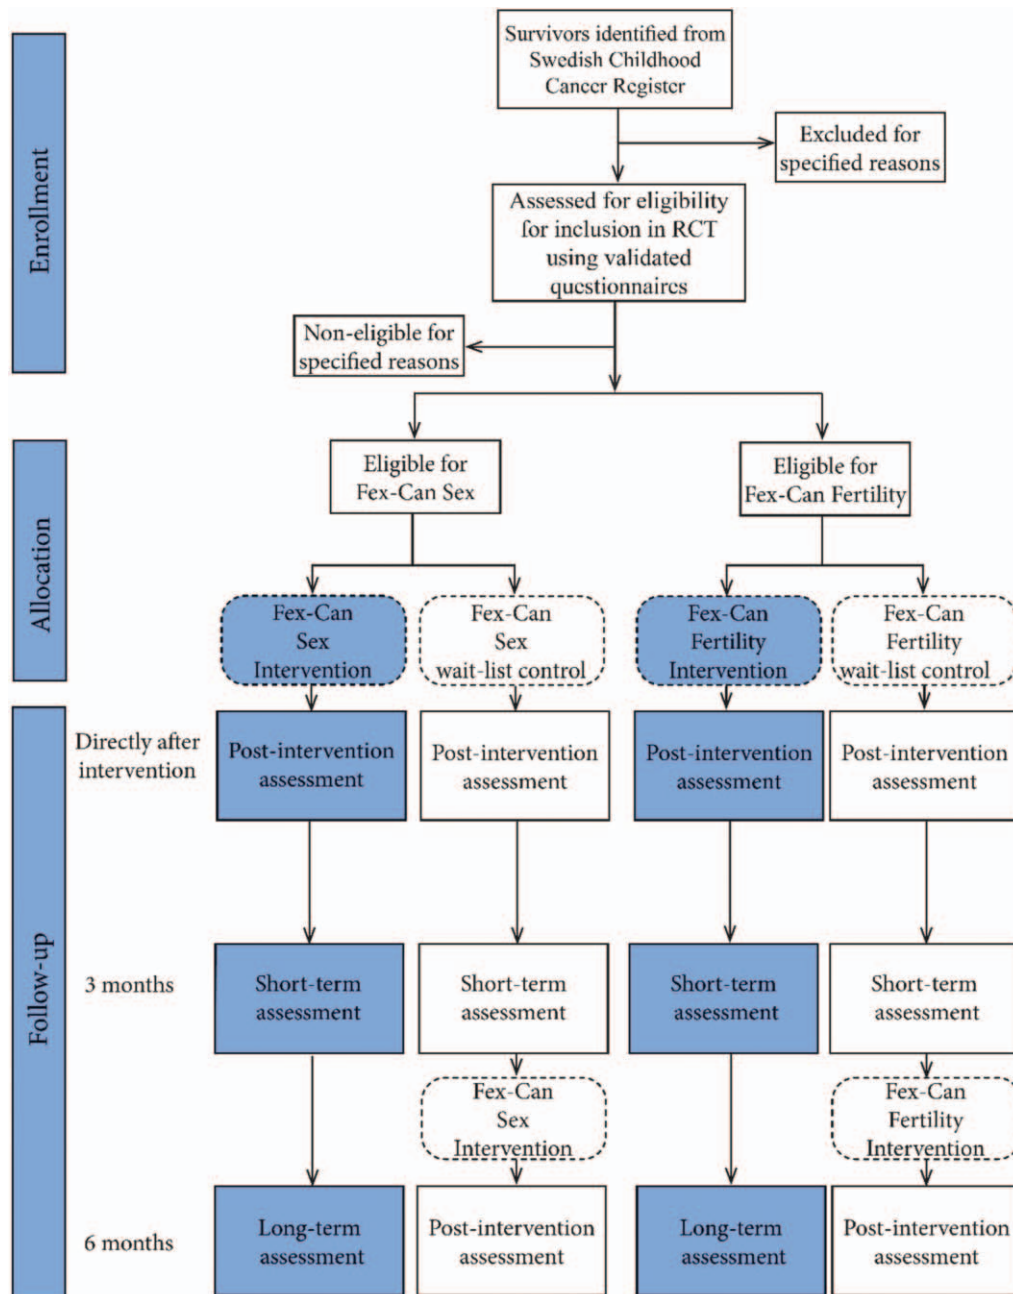 Enrollment
Survivors identified from
Swedish Childhood
Cancer Register
Excluded for
specified reasons
Assessed for eligibility
for inclusion in RCT
using validated
questionnaires
Non-eligible for
specified reasons
Allocation
Eligible for
Fex-Can Sex
Eligible for
Fex-Can Fertility
Fex-Can
Sex
Intervention
Fex-Can
Sex
wait-list control
Fex-Can
Fertility
Intervention
Fex-Can
Fertility
wait-list control
Follow-up
Directly after
intervention
Post-intervention
assessment
Post-intervention
assessment
Post-intervention
assessment
Post-intervention
assessment
3 months
Short-term
assessment
Short-term
assessment
Short-term
assessment
Short-term
assessment
Fex-Can
Sex
Intervention
Fex-Can
Fertility
Intervention
6 months
Long-term
assessment
Post-intervention
assessment
Long-term
assessment
Post-intervention
assessment